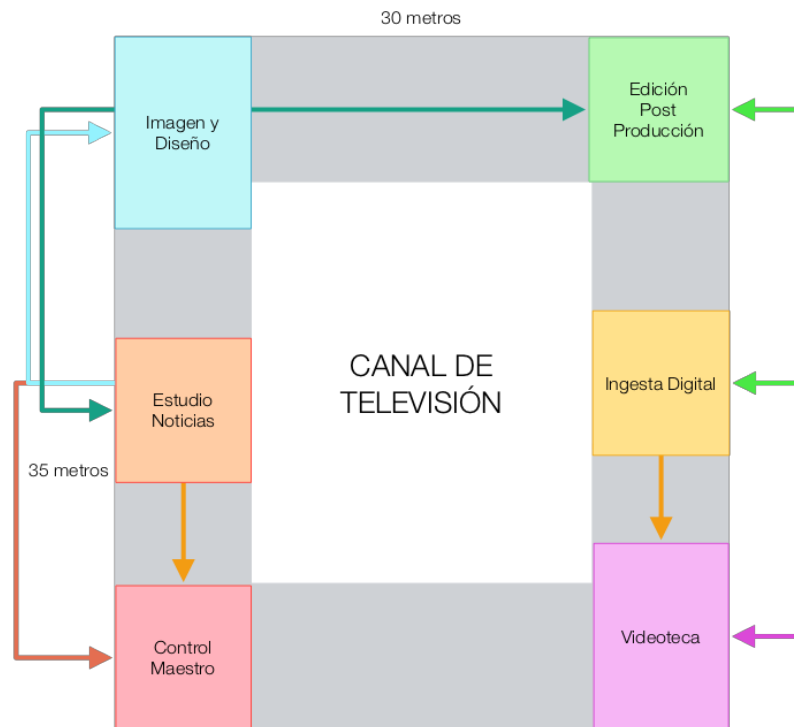 30 metros
Imagen y
Diseño
Edición
Post
Producción
CANAL DE
TELEVISIÓN
Estudio
Noticias
Ingesta Digital
35 metros
Control
Maestro
Videoteca